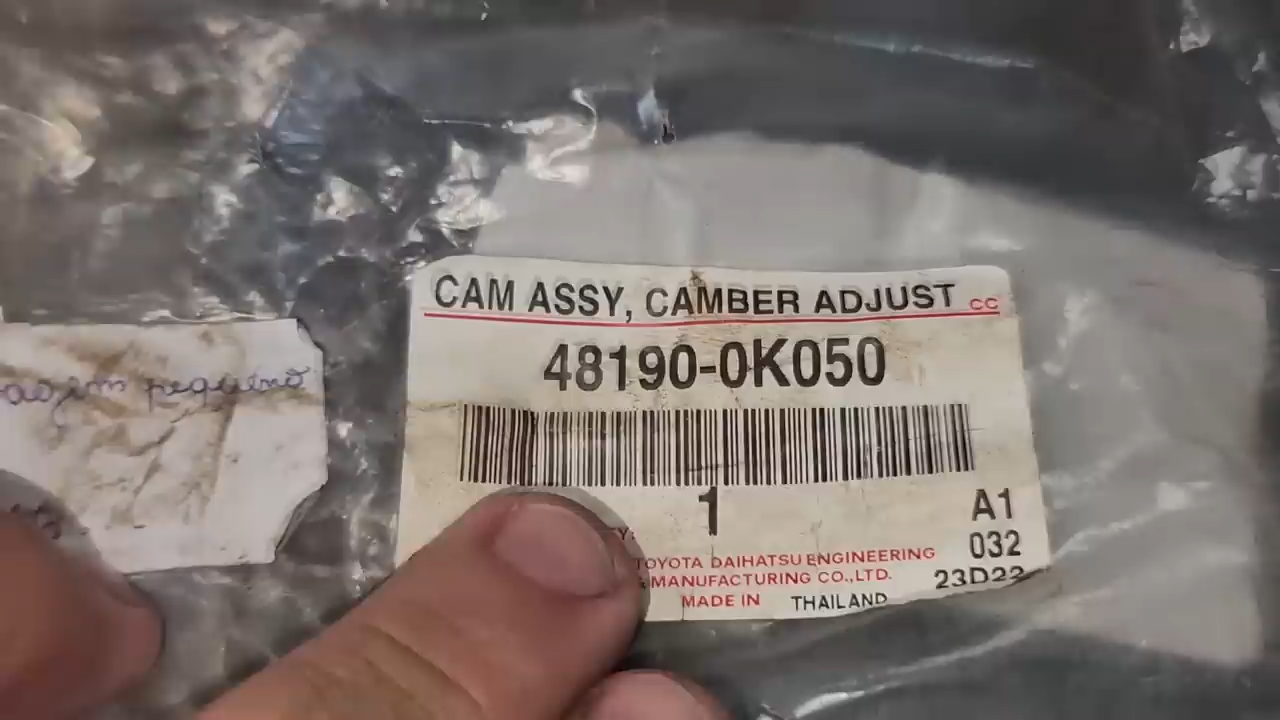 CAM ASSY, CAMBER ADJUST CC
48190-0K050
1
A1
Y:
TOYOTA DAIHATSU ENGINEERING
032
MANUFACTURING CO.,LTD.
23D22
MADE IN THAILAND
pequeno